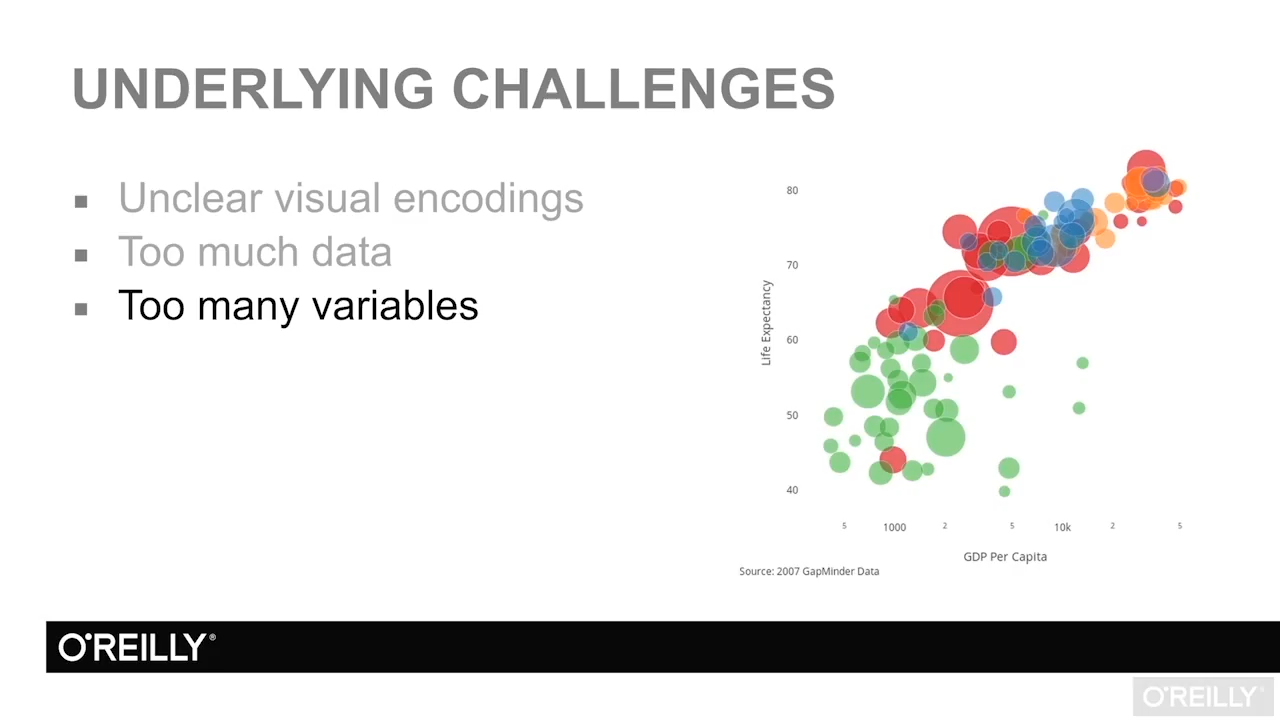 UNDERLYING CHALLENGES
Unclear visual encodings
Too much data
Too many variables
80
70
60
50
40
Life Expectancy
5
1000
2
5
10k
2
5
GDP Per Capita
Source: 2007 GapMinder Data
O'REILLY®
O'REILLY®